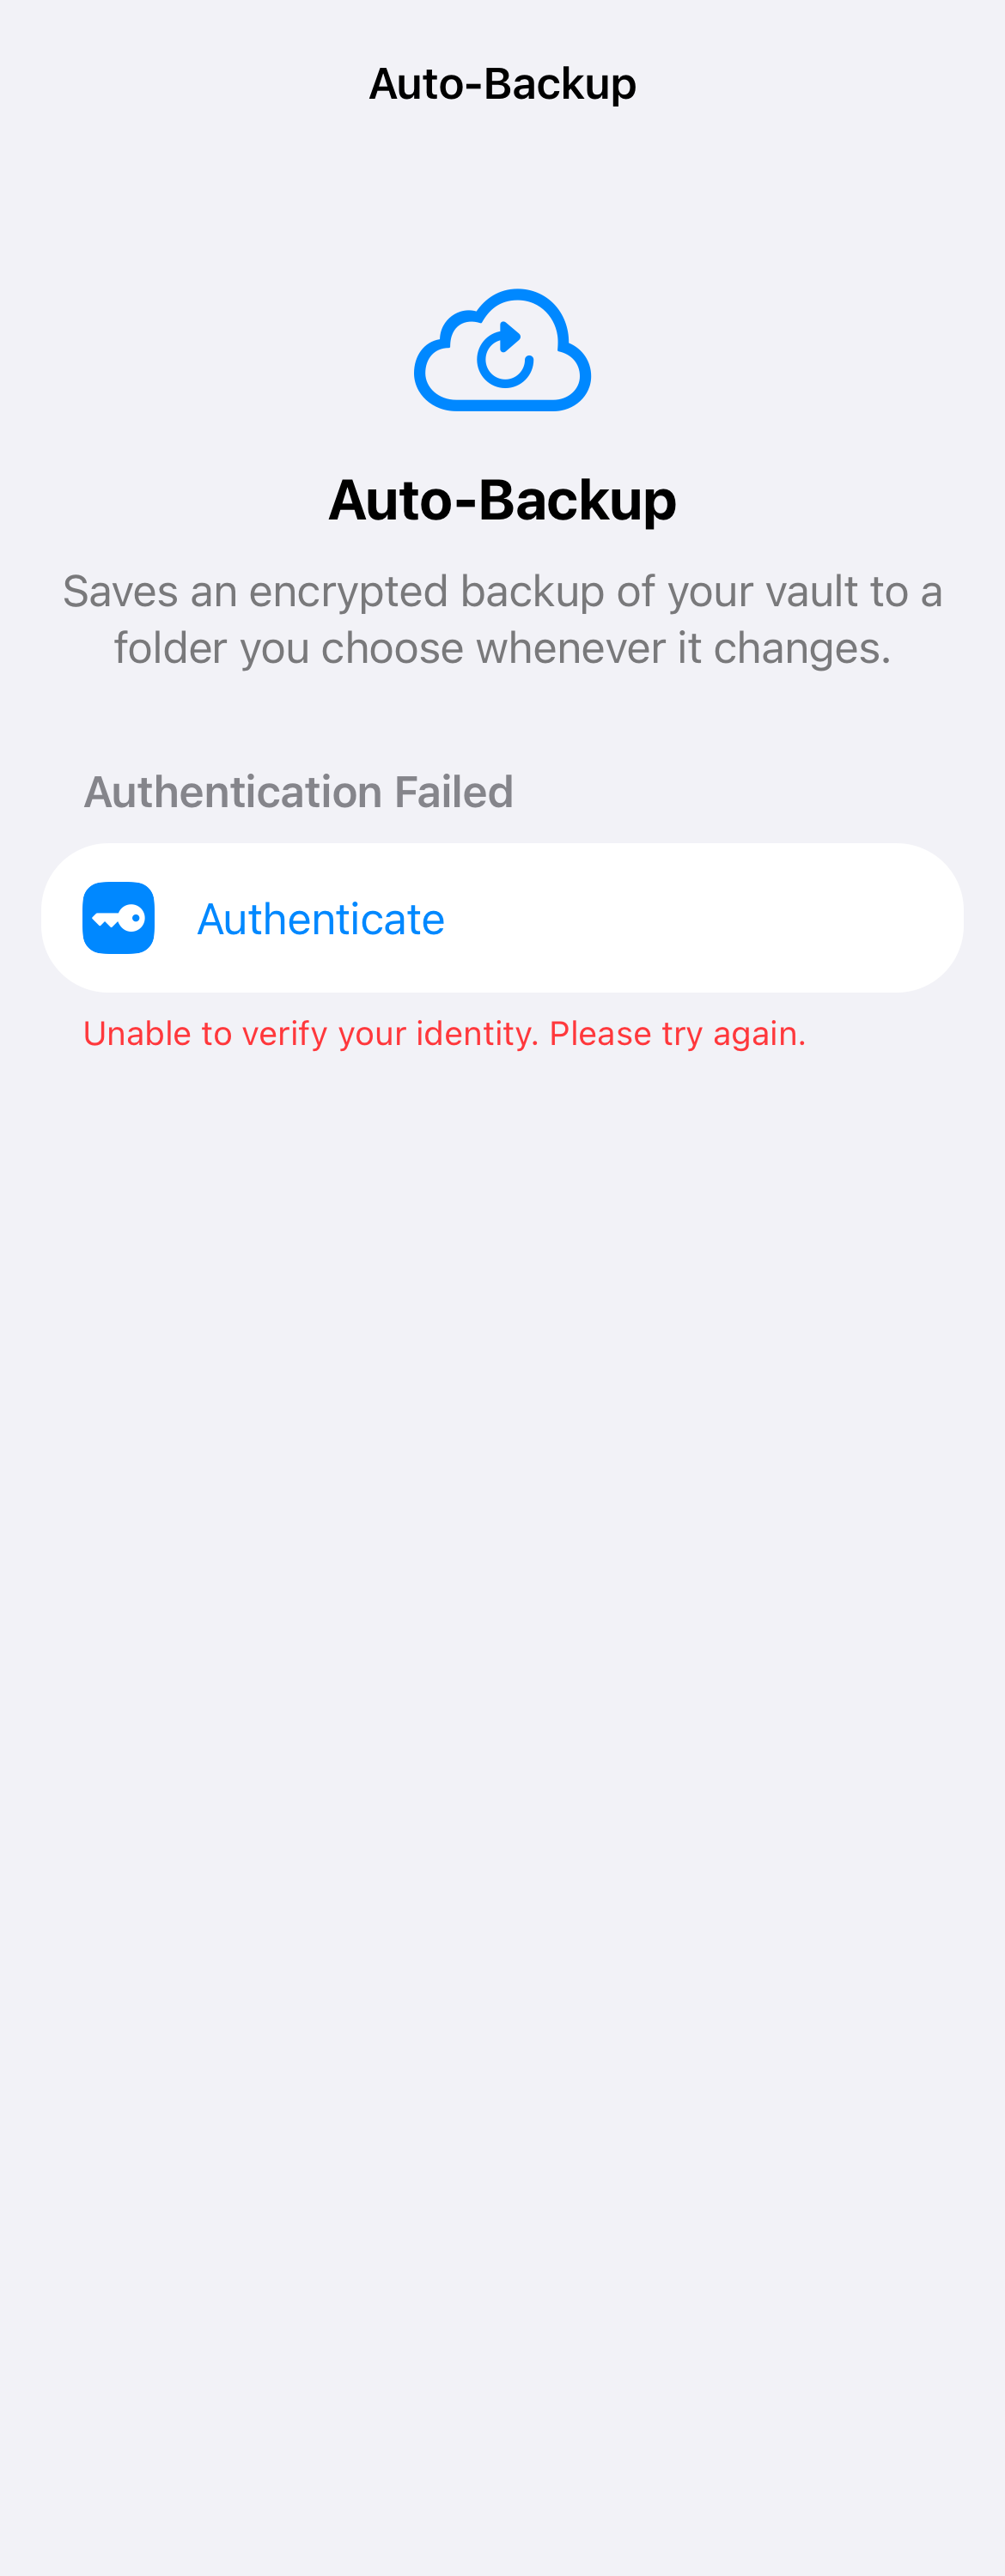 Auto-Backup
Auto-Backup
Saves an encrypted backup of your vault to a
folder you choose whenever it changes.
Authentication Failed
Authenticate
Unable to verify your identity. Please try again.